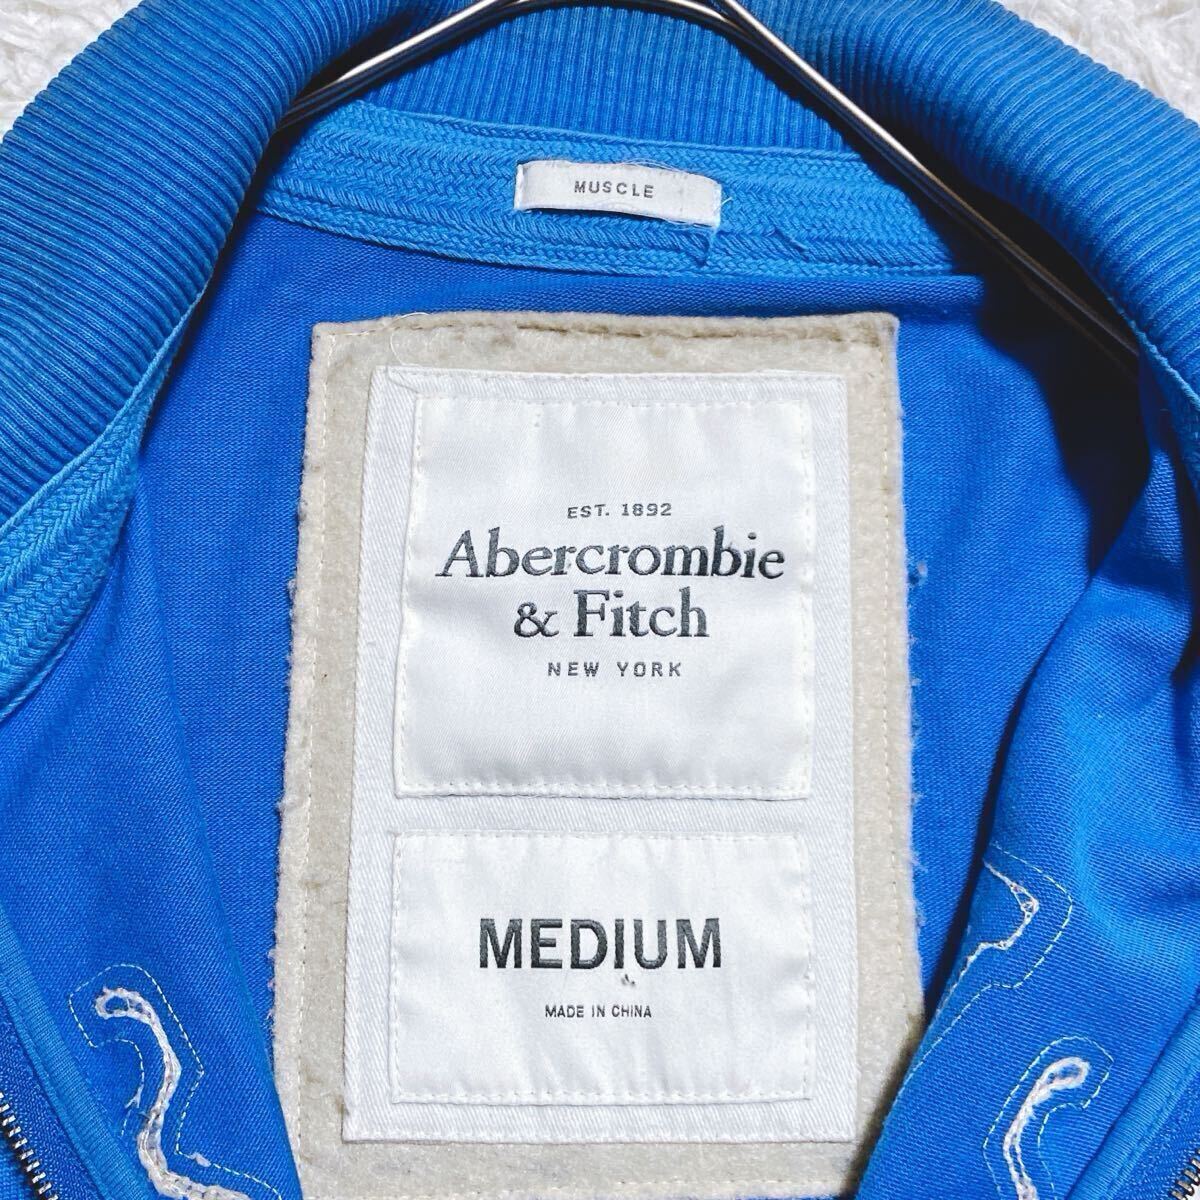 MUSCLE
EST. 1892
Abercrombie
& Fitch
NEW YORK
MEDIUM
MADE IN CHINA